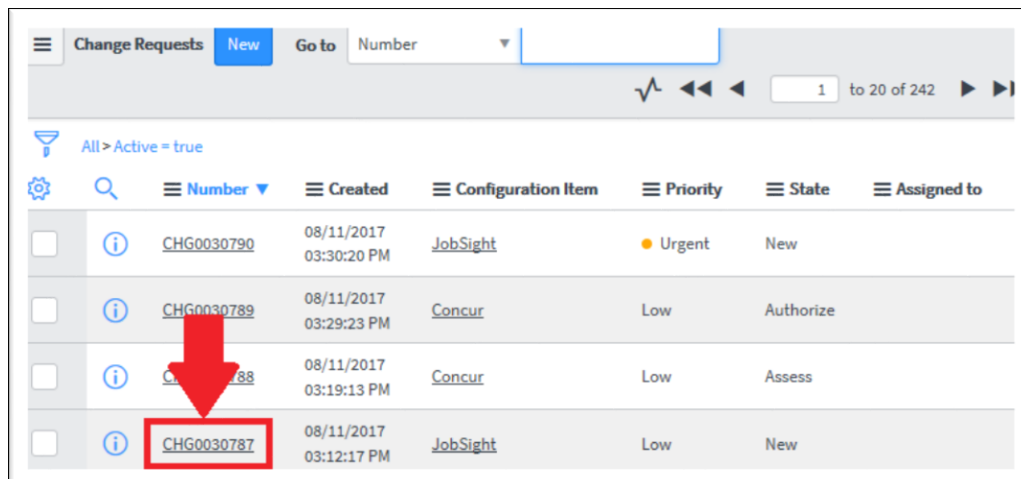 Change Requests New Go to Number
1 to 20 of 242
All > Active = true
Number Created Configuration Item Priority State Assigned to
CHG0030790 08/11/2017 03:30:20 PM JobSight Urgent New
CHG0030789 08/11/2017 03:29:23 PM Concur Low Authorize
08/11/2017 03:19:13 PM Concur Low Assess
CHG0030787 08/11/2017 03:12:17 PM JobSight Low New